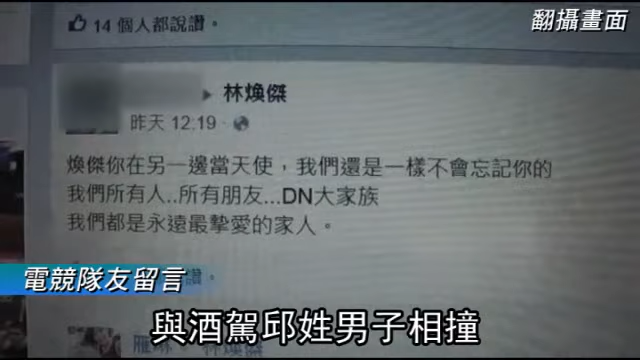 14 個人都說讚。
翻攝畫面
林煥傑
昨天 12:19
煥傑你在另一邊當天使，我們還是一樣不會忘記你的
我們所有人..所有朋友...DN大家族
我們都是永遠最摯愛的家人。
電競隊友留言
讚。
與酒駕邱姓男子相撞